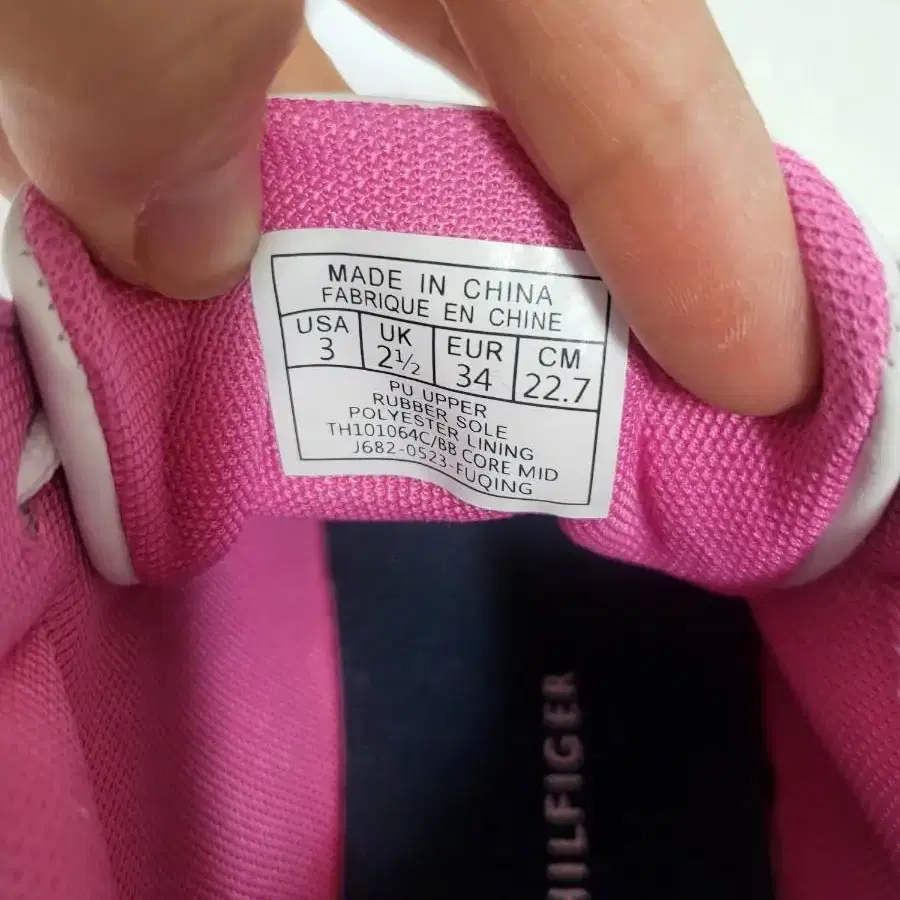 MADE IN CHINA
FABRIQUE EN CHINE
USA UK EUR CM
3 2½ 34 22.7
PU UPPER
RUBBER SOLE
POLYESTER LINING
TH101064C/BB CORE MID
J682-0523-FUQING
HILFIGER